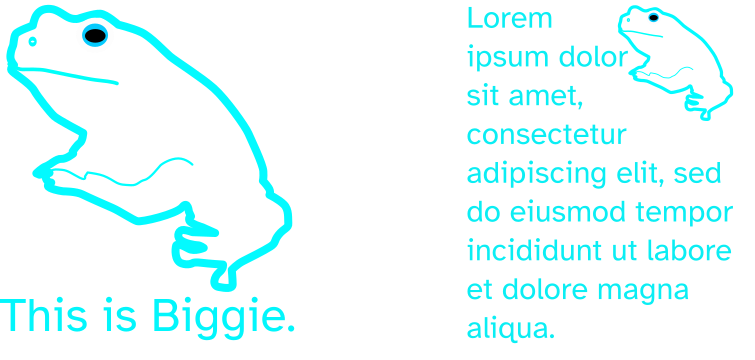 This is Biggie.
Lorem
ipsum dolor
sit amet,
consectetur
adipiscing elit, sed
do eiusmod tempor
incididunt ut labore
et dolore magna
aliqua.